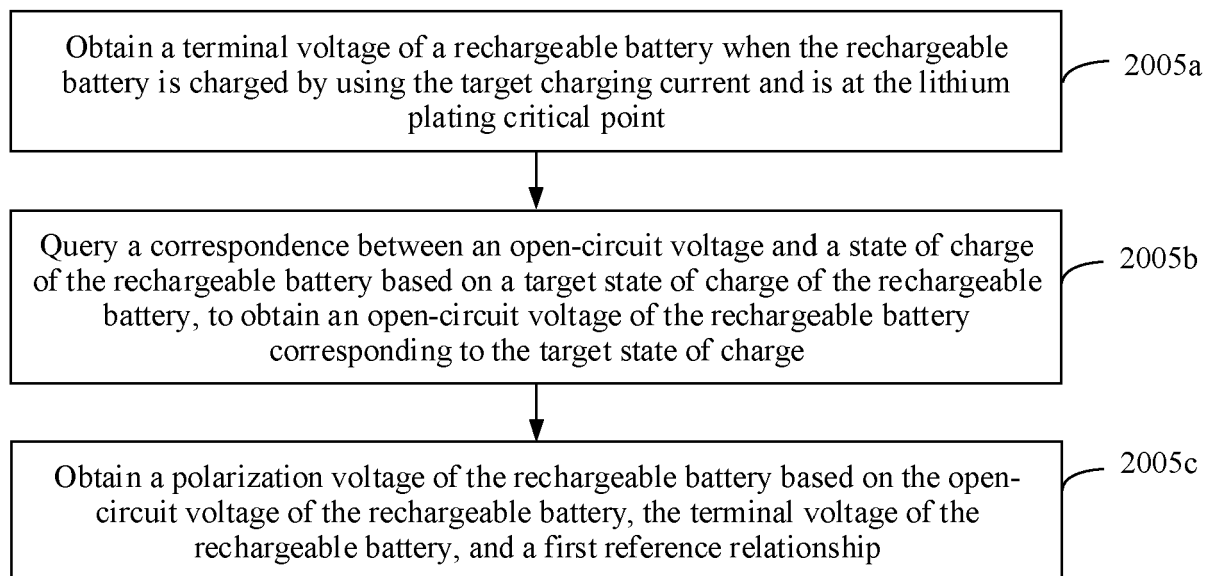 Obtain a terminal voltage of a rechargeable battery when the rechargeable
battery is charged by using the target charging current and is at the lithium
plating critical point
2005a
Query a correspondence between an open-circuit voltage and a state of charge
of the rechargeable battery based on a target state of charge of the rechargeable
battery, to obtain an open-circuit voltage of the rechargeable battery
corresponding to the target state of charge
2005b
Obtain a polarization voltage of the rechargeable battery based on the open-
circuit voltage of the rechargeable battery, the terminal voltage of the
rechargeable battery, and a first reference relationship
2005c